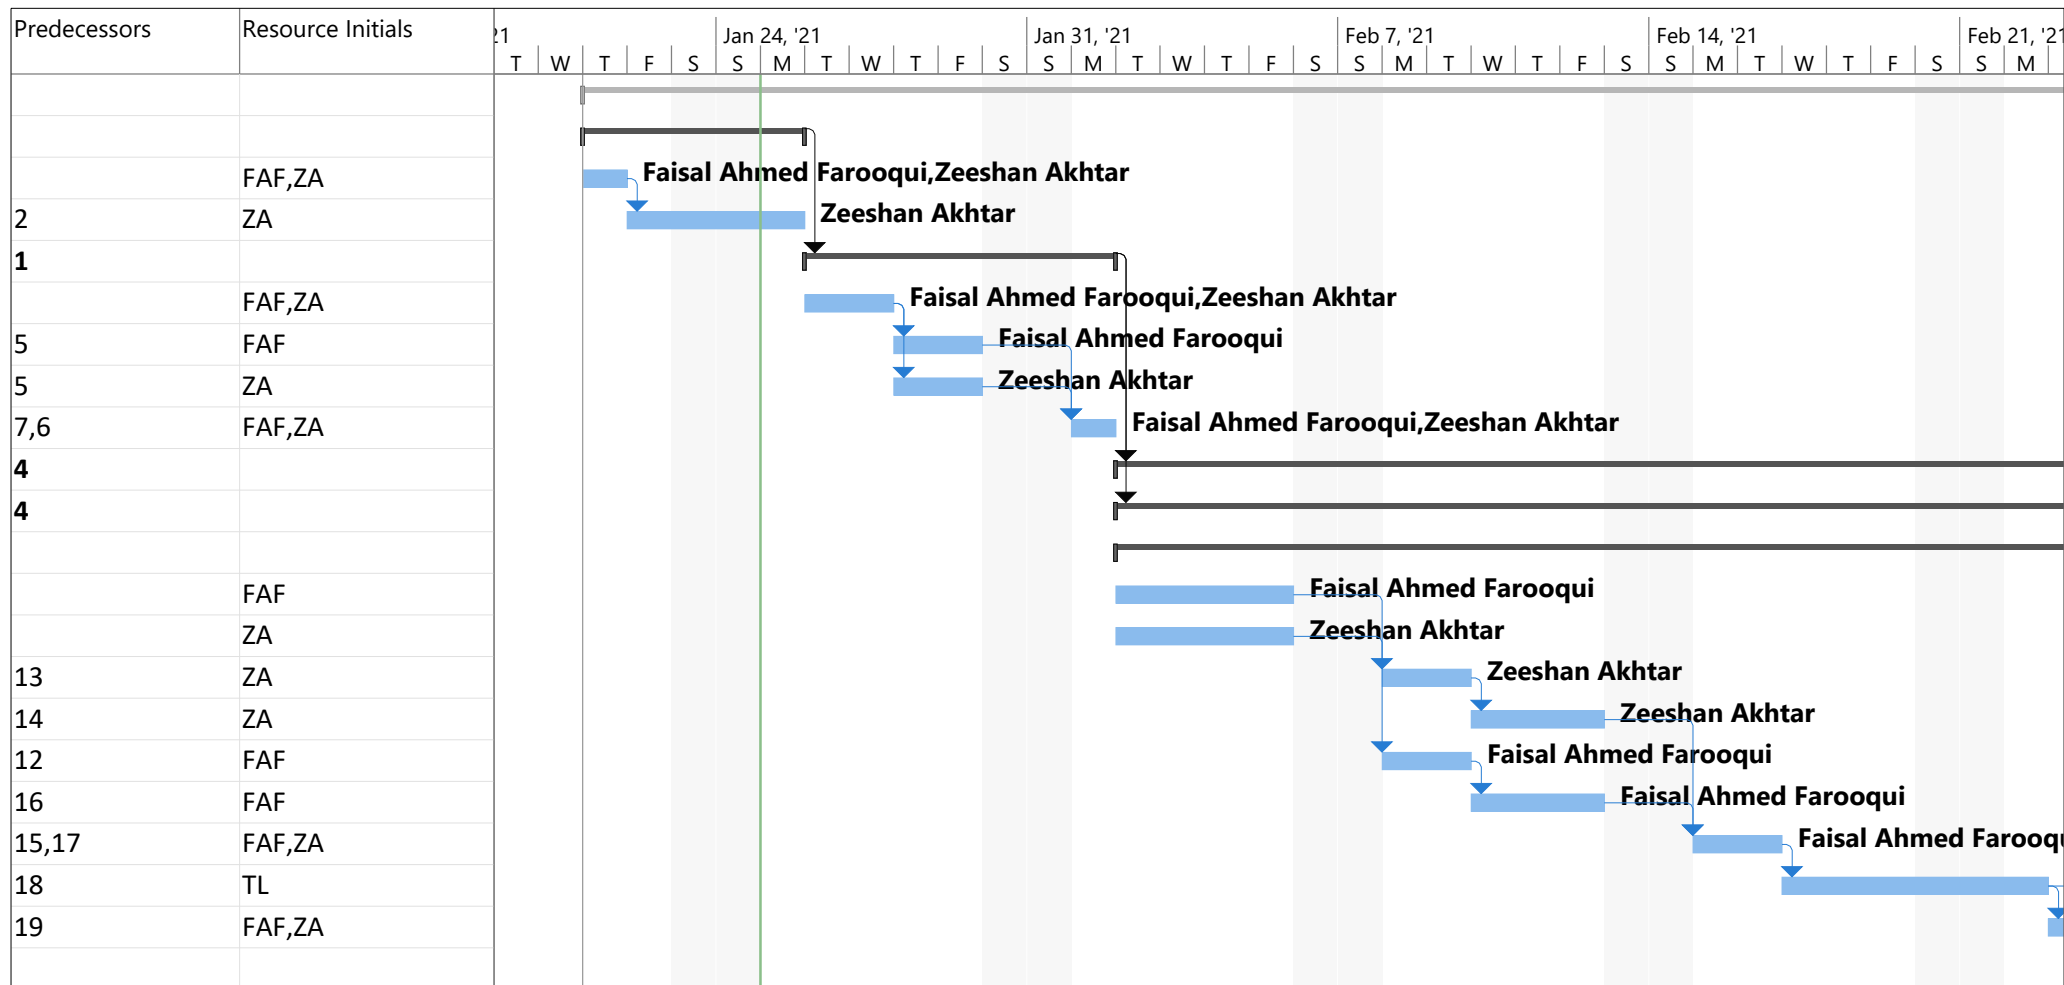 Predecessors Resource Initials 21 Jan 24, '21 Jan 31, '21 Feb 7, '21 Feb 14, '21 Feb 21, '21
T W T F S S M T W T F S S M T W T F S S M T W T F S S M T W T F S S M
FAF,ZA Faisal Ahmed Farooqui,Zeeshan Akhtar
2 ZA Zeeshan Akhtar
1
FAF,ZA Faisal Ahmed Farooqui,Zeeshan Akhtar
5 FAF Faisal Ahmed Farooqui
5 ZA Zeeshan Akhtar
7,6 FAF,ZA Faisal Ahmed Farooqui,Zeeshan Akhtar
4
4
FAF Faisal Ahmed Farooqui
ZA Zeeshan Akhtar
13 ZA Zeeshan Akhtar
14 ZA Zeeshan Akhtar
12 FAF Faisal Ahmed Farooqui
16 FAF Faisal Ahmed Farooqui
15,17 FAF,ZA Faisal Ahmed Farooqu
18 TL
19 FAF,ZA